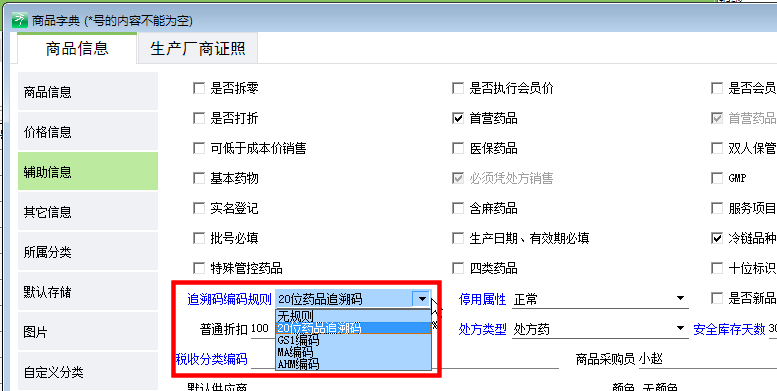 商品字典 (*号的内容不能为空)
商品信息 生产厂商证照
商品信息 是否拆零 是否执行会员价 是否会员
价格信息 是否打折 首营药品 首营药品
可低于成本价销售 医保药品 双人保管
辅助信息 基本药物 必须凭处方销售 GMP
其它信息 实名登记 含麻药品 服务项目
所属分类 批号必填 生产日期、有效期必填 冷链品种
特殊管控药品 四类药品 十位标识
默认存储 追溯码编码规则 20位药品追溯码 停用属性 正常 是否新品
无规则
图片 普通折扣 100 20位药品追溯码 % 处方类型 处方药 安全库存天数 30
GS1编码
MA编码
税收分类编码 商品采购员 小赵
AHM编码
自定义分类
默认供应商 颜色 无颜色